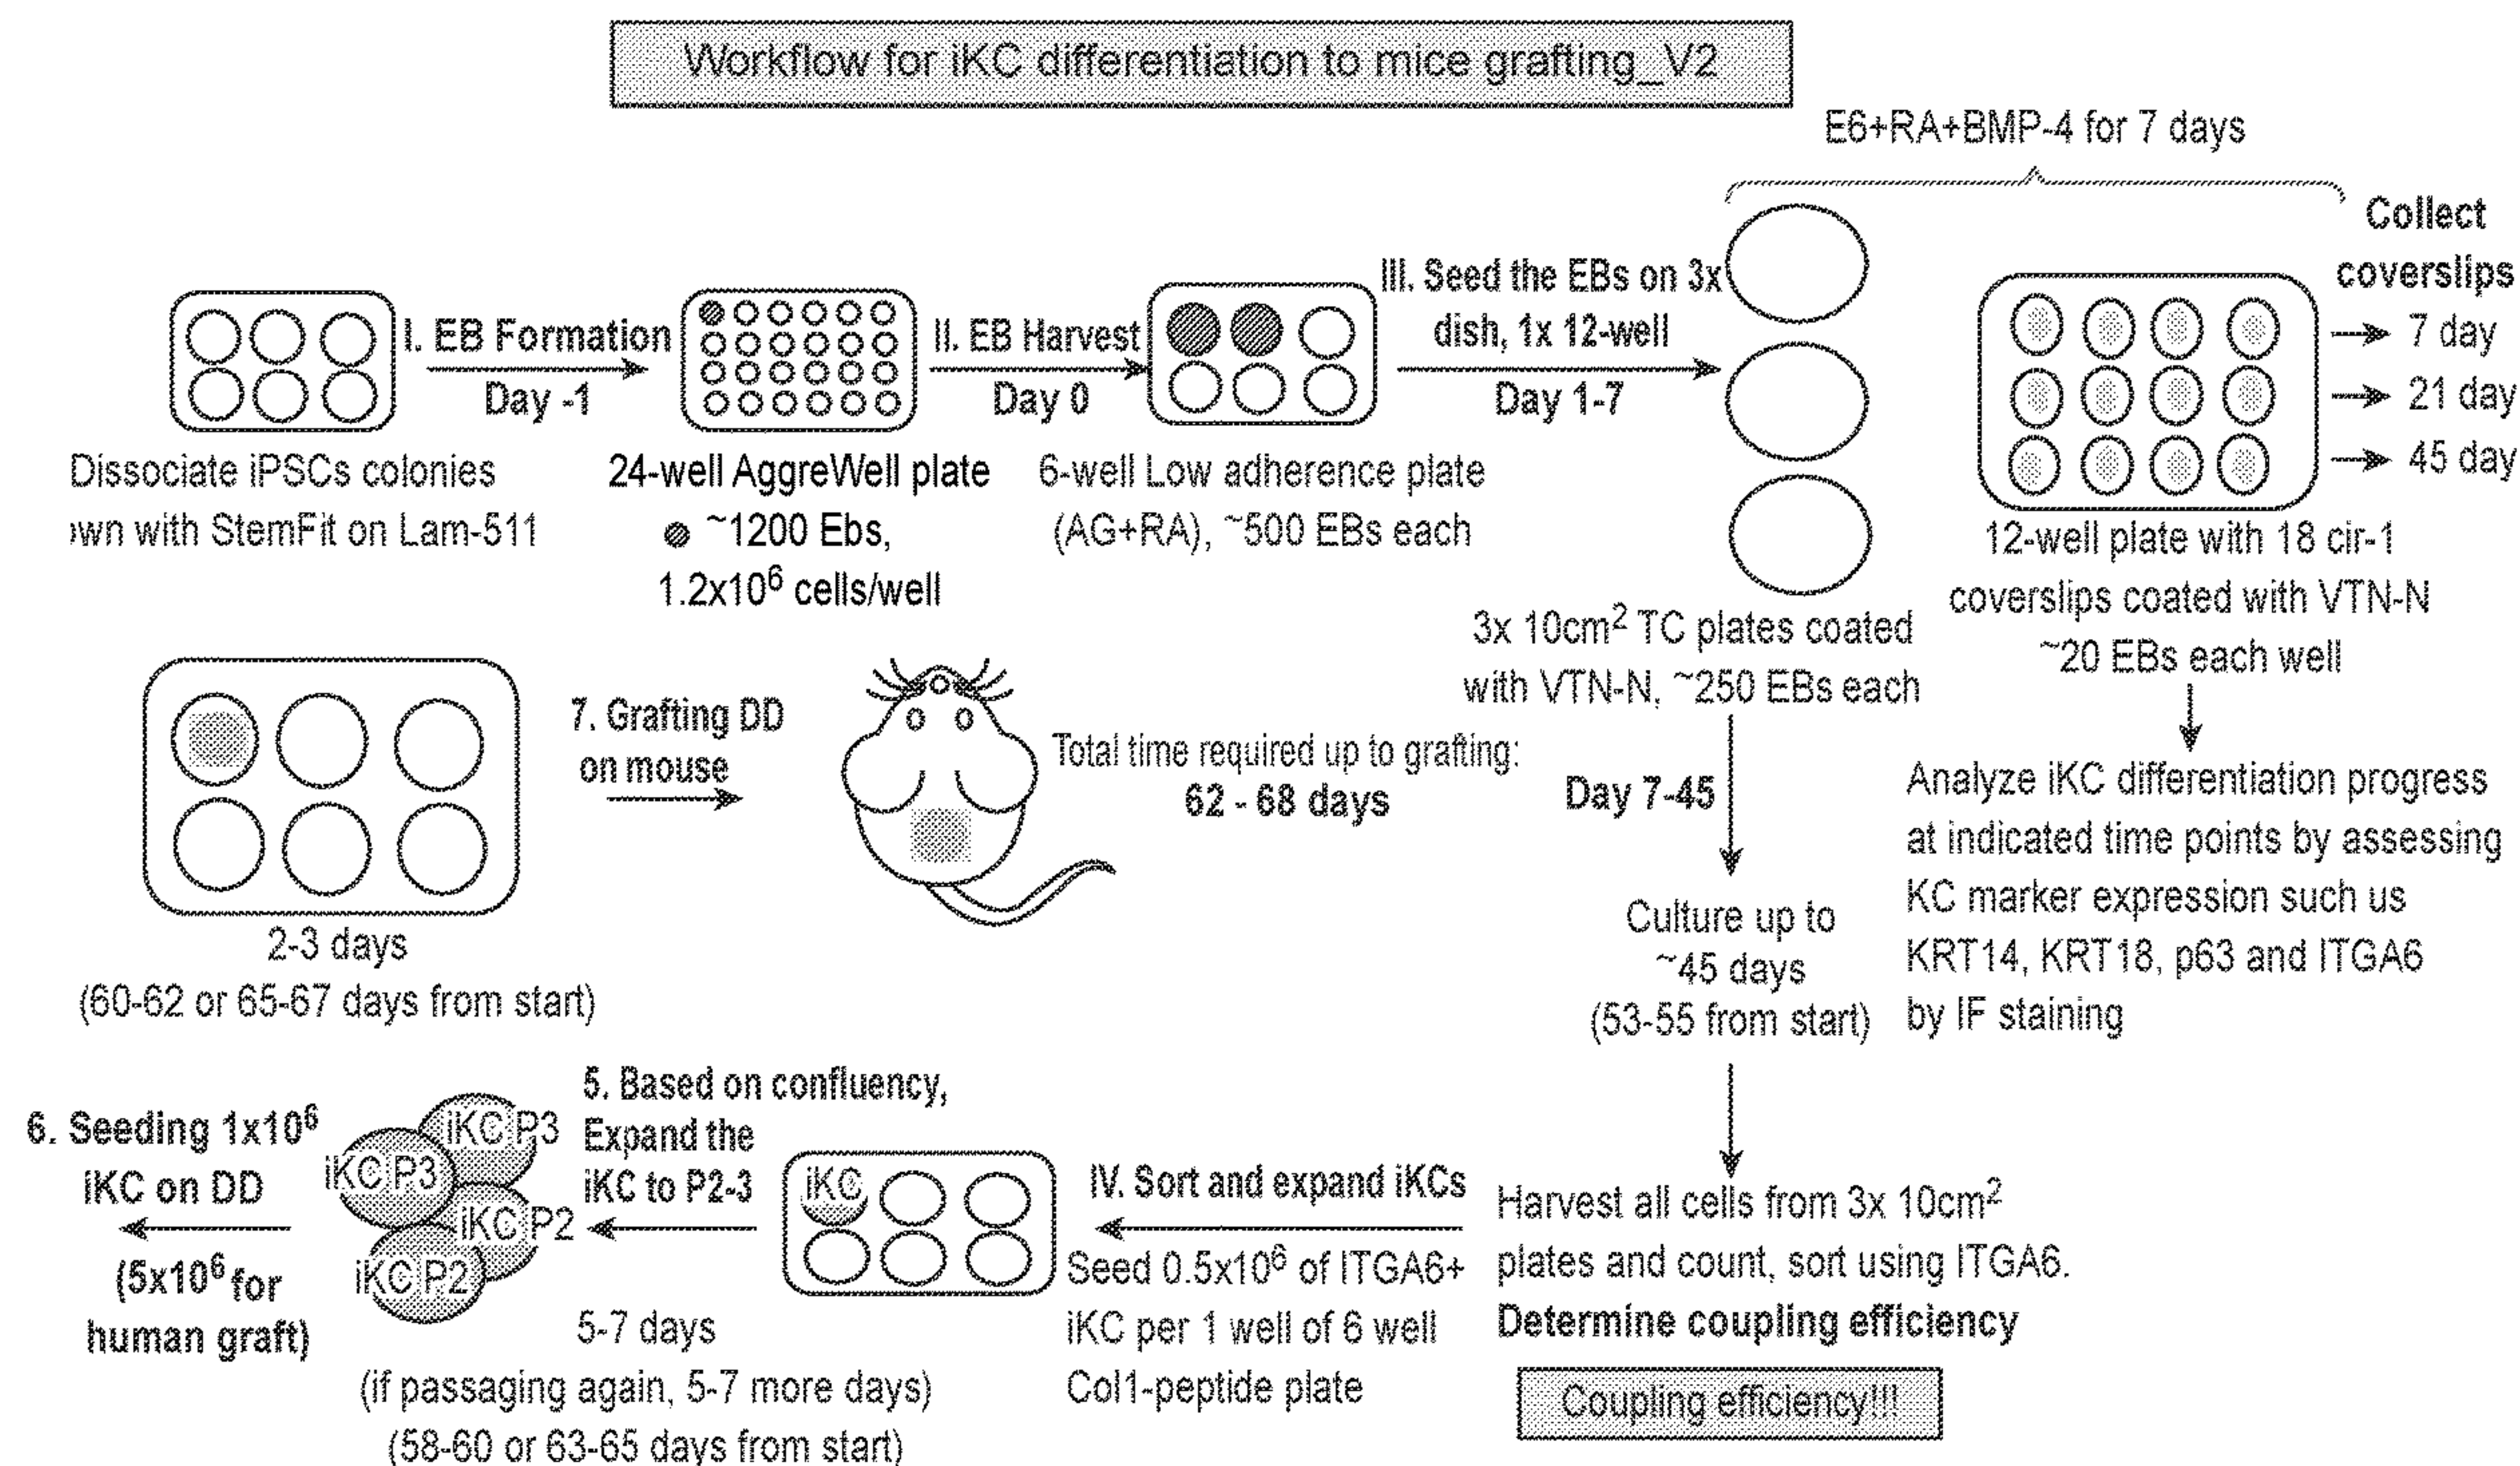 Workflow for iKC differentiation to mice grafting_V2
E6+RA+BMP-4 for 7 days
Collect
coverslips
7 day
21 day
45 day
I. EB Formation
Day -1
II. EB Harvest
Day 0
III. Seed the EBs on 3x
dish, 1x 12-well
Day 1-7
Dissociate iPSCs colonies
wn with StemFit on Lam-511
24-well AggreWell plate
~1200 Ebs,
1.2x10⁶ cells/well
6-well Low adherence plate
(AG+RA), ~500 EBs each
3x 10cm² TC plates coated
with VTN-N, ~250 EBs each
12-well plate with 18 cir-1
coverslips coated with VTN-N
~20 EBs each well
Analyze iKC differentiation progress
at indicated time points by assessing
KC marker expression such us
KRT14, KRT18, p63 and ITGA6
by IF staining
Day 7-45
Culture up to
~45 days
(53-55 from start)
Harvest all cells from 3x 10cm²
plates and count, sort using ITGA6.
Determine coupling efficiency
Coupling efficiency!!!
IV. Sort and expand iKCs
Seed 0.5x10⁶ of ITGA6+
iKC per 1 well of 6 well
Col1-peptide plate
iKC
5. Based on confluency,
Expand the
iKC to P2-3
5-7 days
(if passaging again, 5-7 more days)
(58-60 or 63-65 days from start)
iKC P3
iKC P3
iKC P2
iKC P2
6. Seeding 1x10⁶
iKC on DD
(5x10⁶ for
human graft)
2-3 days
(60-62 or 65-67 days from start)
7. Grafting DD
on mouse
Total time required up to grafting:
62 - 68 days